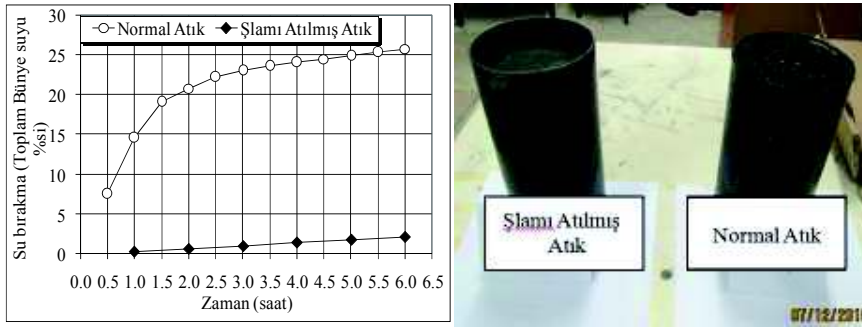 Normal Atık
Şlamı Atılmış Atık
Su bırakma (Toplam Bünye suyu
%si)
30
25
20
15
10
5
0
0.0 0.5 1.0 1.5 2.0 2.5 3.0 3.5 4.0 4.5 5.0 5.5 6.0 6.5
Zaman (saat)
Şlamı Atılmış
Atık
Normal Atık
07/12/201